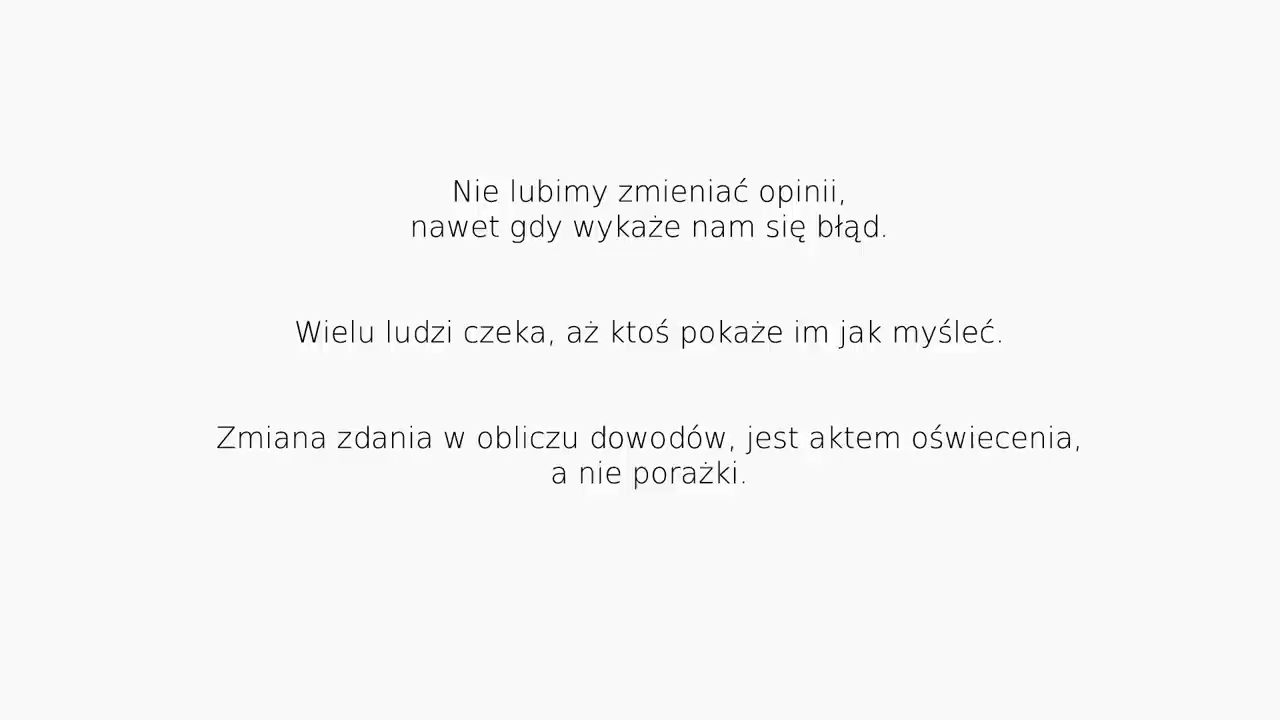 Nie lubimy zmieniać opinii,
nawet gdy wykaże nam się błąd.
Wielu ludzi czeka, aż ktoś pokaże im jak myśleć.
Zmiana zdania w obliczu dowodów, jest aktem oświecenia,
a nie porażki.